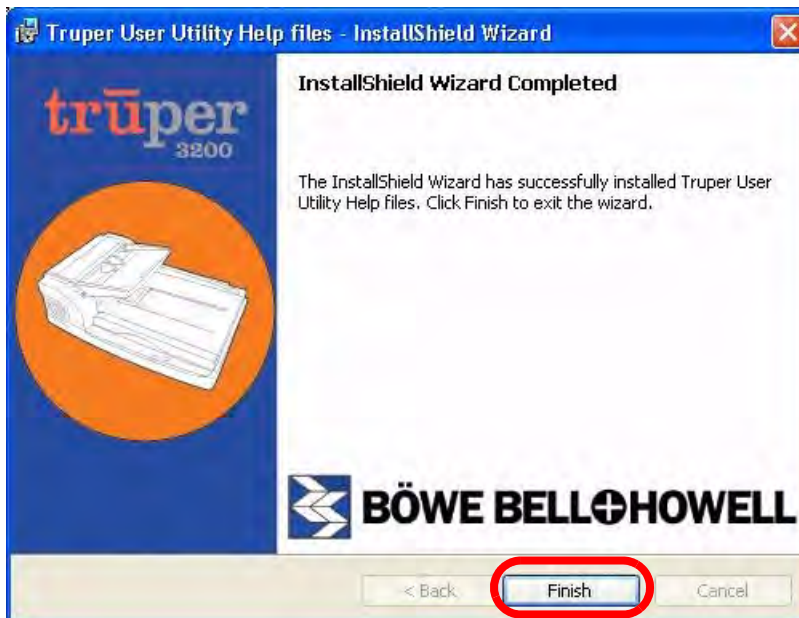 Truper User Utility Help files - InstallShield Wizard
trūper
3200
InstallShield Wizard Completed
The InstallShield Wizard has successfully installed Truper User
Utility Help files. Click Finish to exit the wizard.
BÖWE BELL+HOWELL
< Back
Finish
Cancel